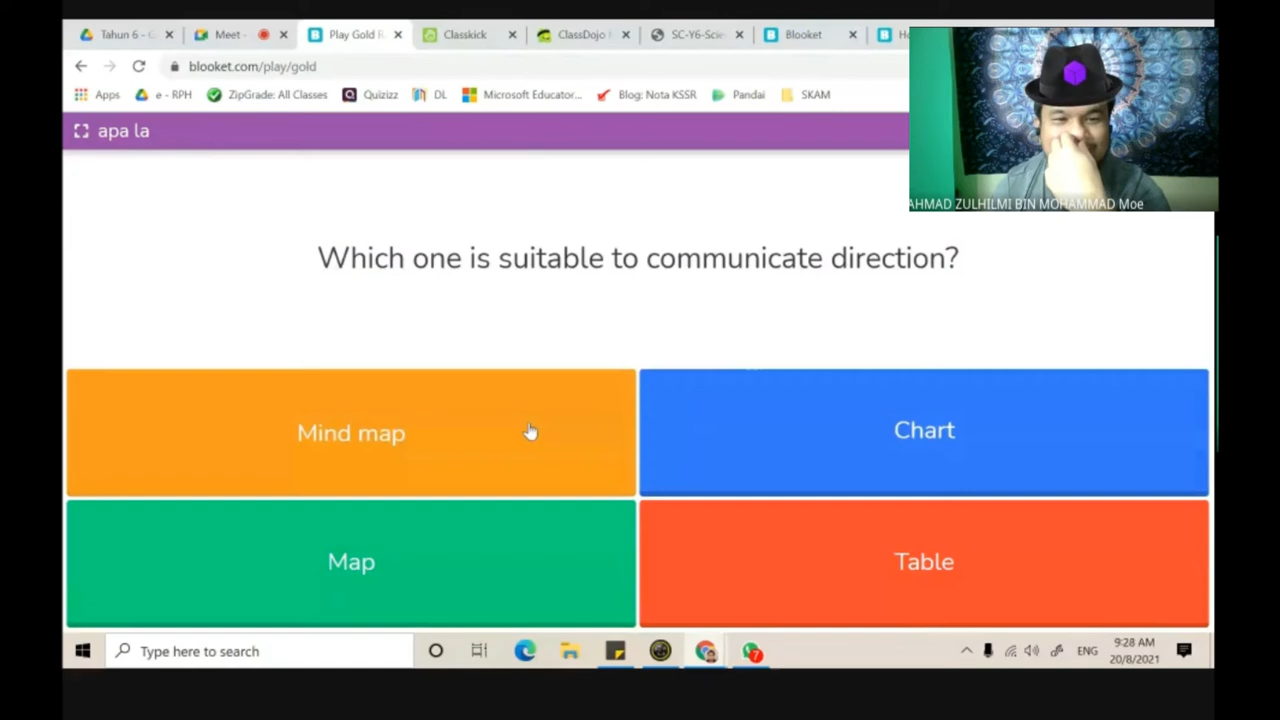 Tahun 6 - G
Meet -
Play Gold R
Classkick
ClassDojo
SC-Y6-Scie
Blooket
blooket.com/play/gold
Apps
e - RPH
ZipGrade: All Classes
Quizizz
DL
Microsoft Educator...
Blog: Nota KSSR
Pandai
SKAM
apa la
AHMAD ZULHILMI BIN MOHAMMAD Moe
Which one is suitable to communicate direction?
Mind map
Chart
Map
Table
Type here to search
7
ENG
9:28 AM
20/8/2021